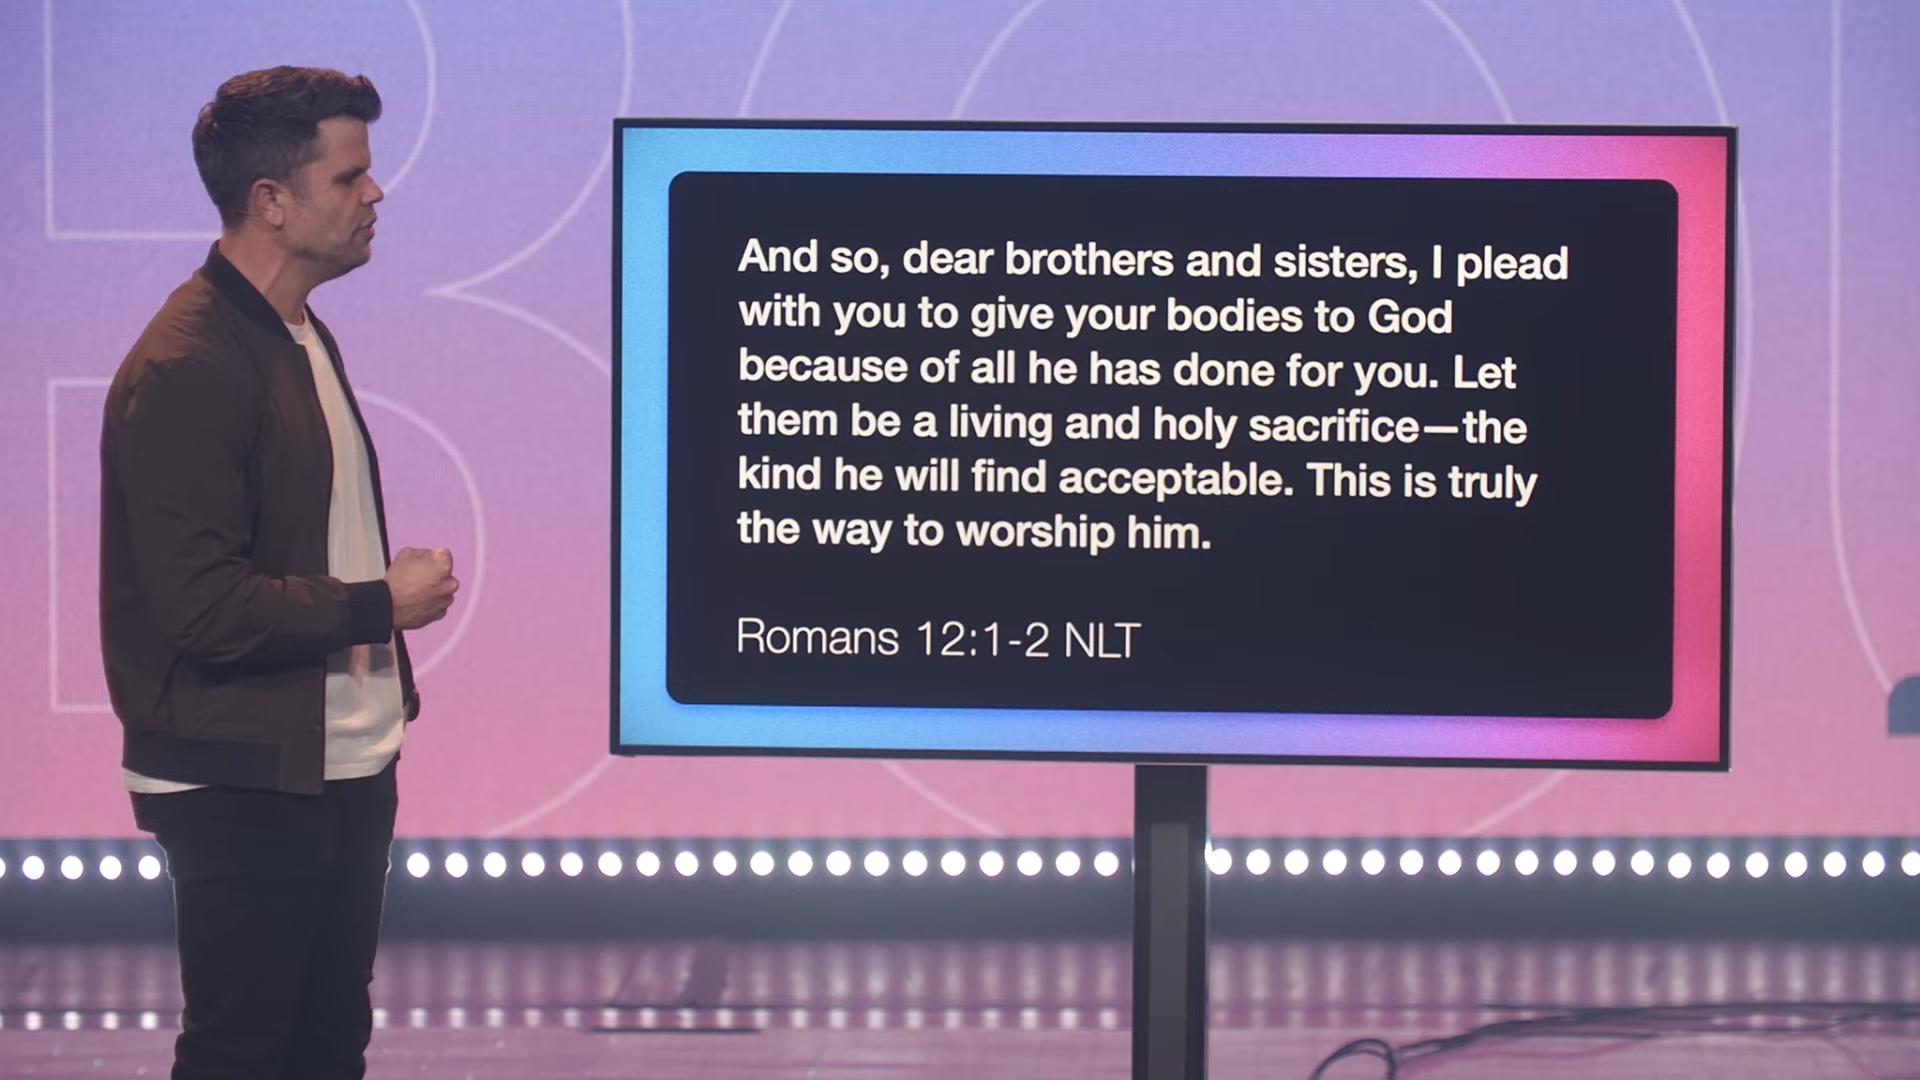 And so, dear brothers and sisters, I plead
with you to give your bodies to God
because of all he has done for you. Let
them be a living and holy sacrifice—the
kind he will find acceptable. This is truly
the way to worship him.
Romans 12:1-2 NLT